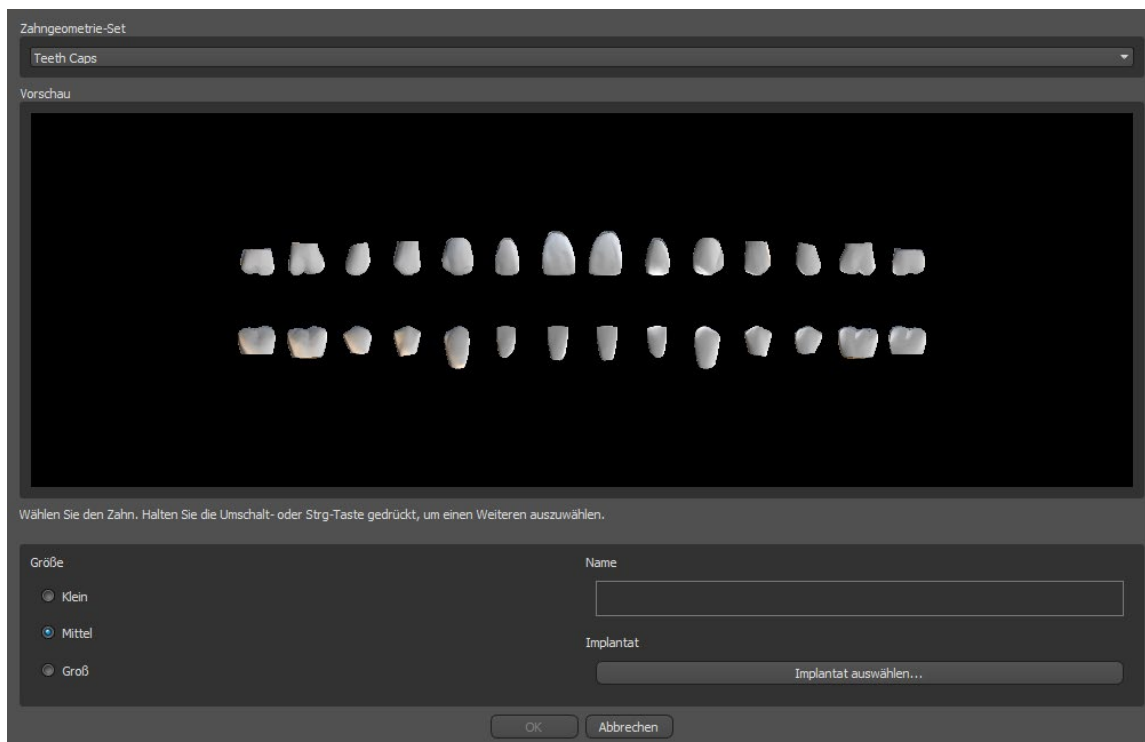 Zahngeometrie-Set
Teeth Caps
Vorschau
Wählen Sie den Zahn. Halten Sie die Umschalt- oder Strg-Taste gedrückt, um einen Weiteren auszuwählen.
Größe
Klein
Mittel
Groß
Name
Implantat
Implantat auswählen...
OK
Abbrechen